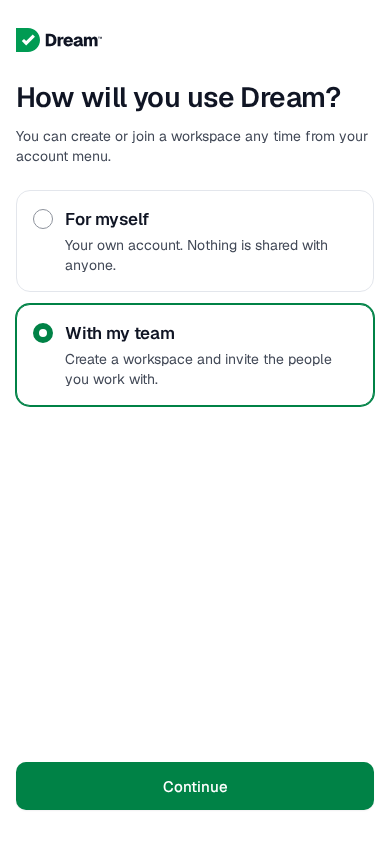 Dream™
How will you use Dream?
You can create or join a workspace any time from your
account menu.
For myself
Your own account. Nothing is shared with
anyone.
With my team
Create a workspace and invite the people
you work with.
Continue